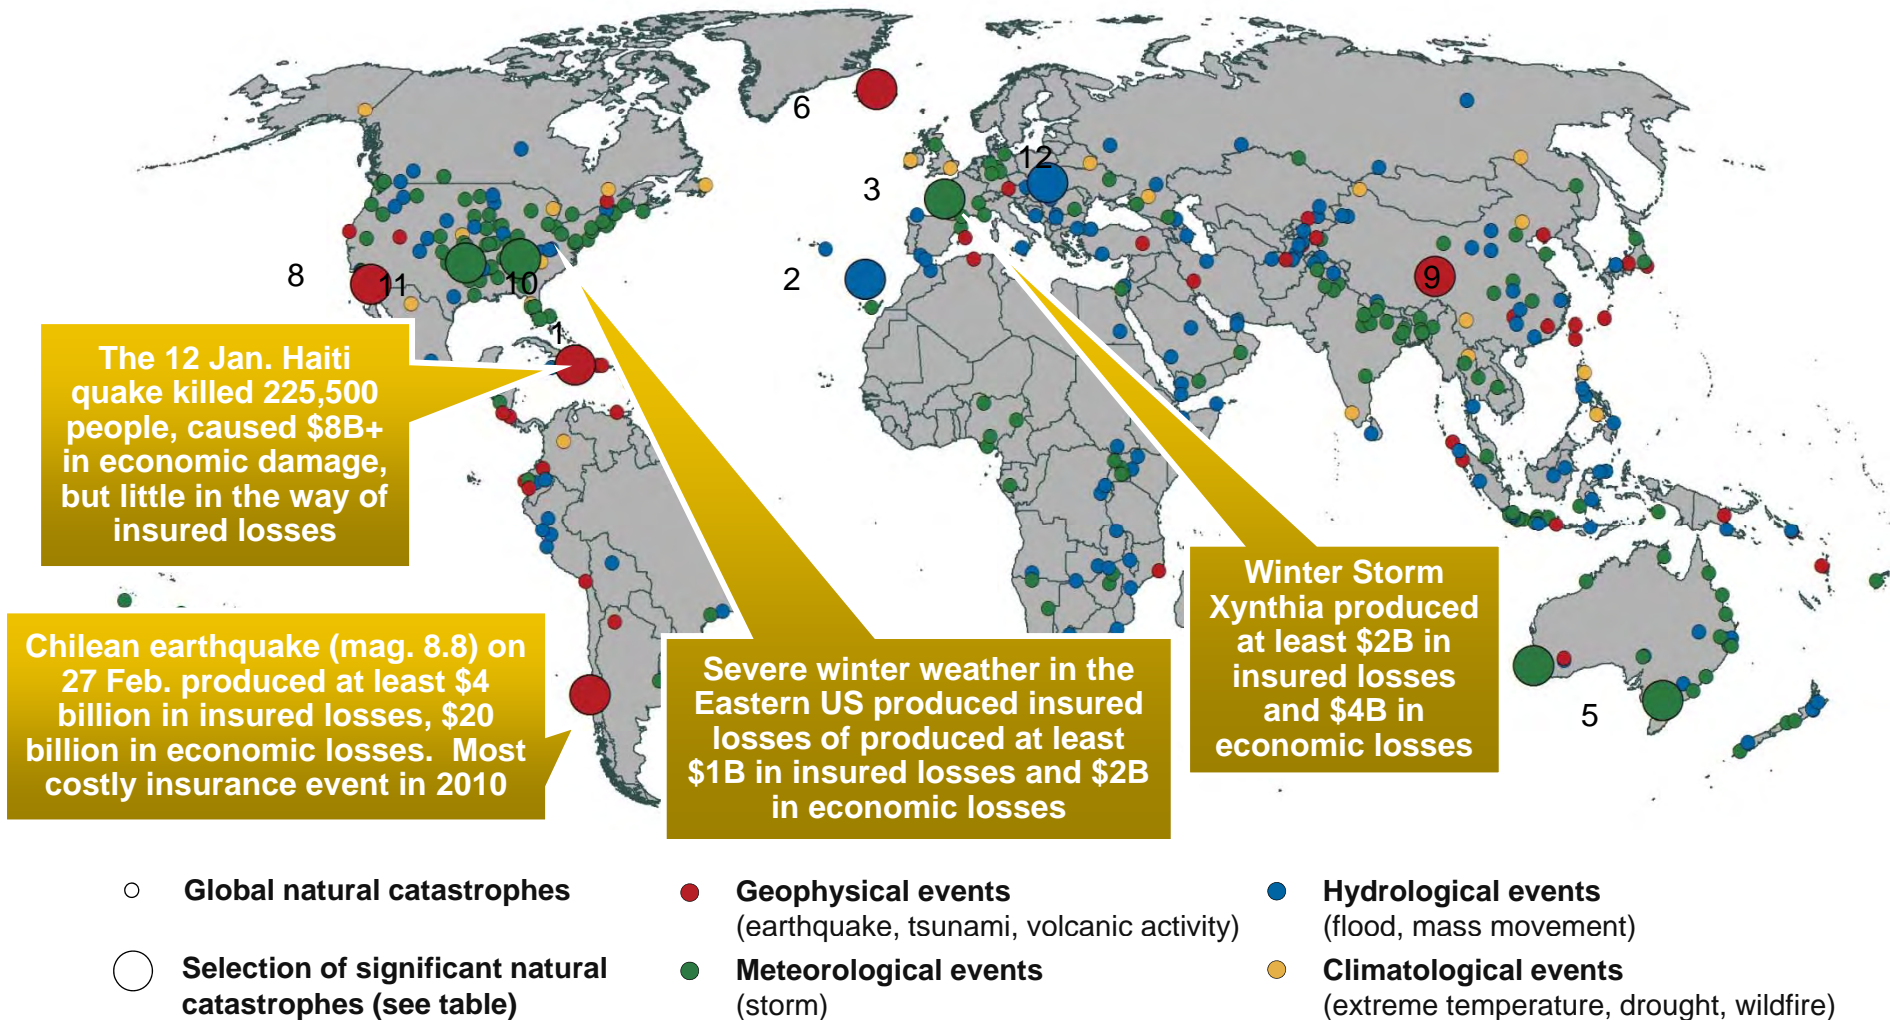 6
12
3
8
11
10
2
9
1
The 12 Jan. Haiti
quake killed 225,500
people, caused $8B+
in economic damage,
but little in the way of
insured losses
Winter Storm
Xynthia produced
at least $2B in
insured losses
and $4B in
economic losses
Chilean earthquake (mag. 8.8) on
27 Feb. produced at least $4
billion in insured losses, $20
billion in economic losses.  Most
costly insurance event in 2010
Severe winter weather in the
Eastern US produced insured
losses of produced at least
$1B in insured losses and $2B
in economic losses
5
Global natural catastrophes
Selection of significant natural
catastrophes (see table)
Geophysical events
(earthquake, tsunami, volcanic activity)
Meteorological events
(storm)
Hydrological events
(flood, mass movement)
Climatological events
(extreme temperature, drought, wildfire)